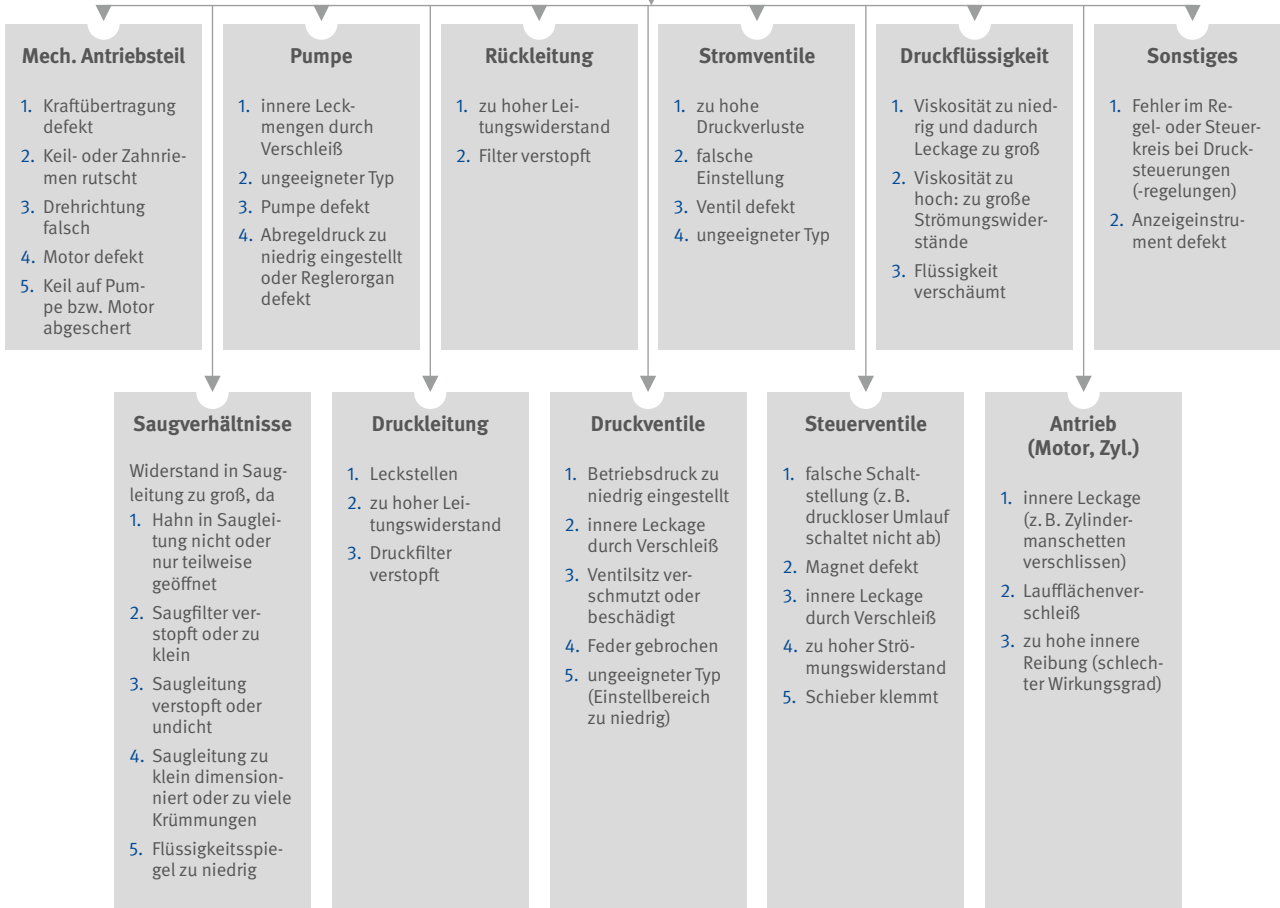 Mech. Antriebsteil
1. Kraftübertragung
defekt
2. Keil- oder Zahnrie-
men rutscht
3. Drehrichtung
falsch
4. Motor defekt
5. Keil auf Pum-
pe bzw. Motor
abgeschert
Pumpe
1. innere Leck-
mengen durch
Verschleiß
2. ungeeigneter Typ
3. Pumpe defekt
4. Abregeldruck zu
niedrig eingestellt
oder Reglerorgan
defekt
Rückleitung
1. zu hoher Lei-
tungswiderstand
2. Filter verstopft
Stromventile
1. zu hohe
Druckverluste
2. falsche
Einstellung
3. Ventil defekt
4. ungeeigneter Typ
Druckflüssigkeit
1. Viskosität zu nied-
rig und dadurch
Leckage zu groß
2. Viskosität zu
hoch: zu große
Strömungswider-
stände
3. Flüssigkeit
verschäumt
Sonstiges
1. Fehler im Re-
gel- oder Steuer-
kreis bei Druck-
steuerungen
(-regelungen)
2. Anzeigeinstru-
ment defekt
Saugverhältnisse
Widerstand in Saug-
leitung zu groß, da
1. Hahn in Sauglei-
tung nicht oder
nur teilweise
geöffnet
2. Saugfilter ver-
stopft oder zu
klein
3. Saugleitung
verstopft oder
undicht
4. Saugleitung zu
klein dimension-
niert oder zu viele
Krümmungen
5. Flüssigkeitsspie-
gel zu niedrig
Druckleitung
1. Leckstellen
2. zu hoher Lei-
tungswiderstand
3. Druckfilter
verstopft
Druckventile
1. Betriebsdruck zu
niedrig eingestellt
2. innere Leckage
durch Verschleiß
3. Ventilsitz ver-
schmutzt oder
beschädigt
4. Feder gebrochen
5. ungeeigneter Typ
(Einstellbereich
zu niedrig)
Steuerventile
1. falsche Schalt-
stellung (z. B.
druckloser Umlauf
schaltet nicht ab)
2. Magnet defekt
3. innere Leckage
durch Verschleiß
4. zu hoher Strö-
mungswiderstand
5. Schieber klemmt
Antrieb
(Motor, Zyl.)
1. innere Leckage
(z. B. Zylinder-
manschetten
verschlissen)
2. Laufflächenver-
schleiß
3. zu hohe innere
Reibung (schlech-
ter Wirkungsgrad)